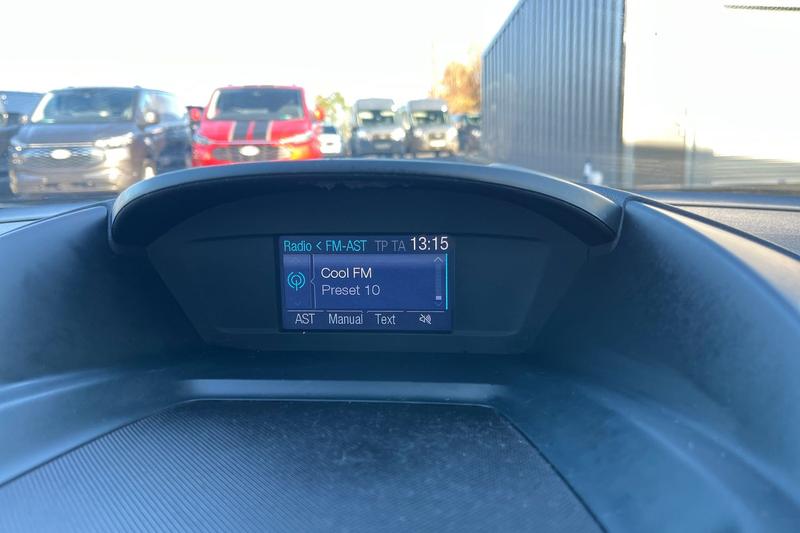 Radio < FM-AST TP TA 13:15
Cool FM
Preset 10
AST Manual Text